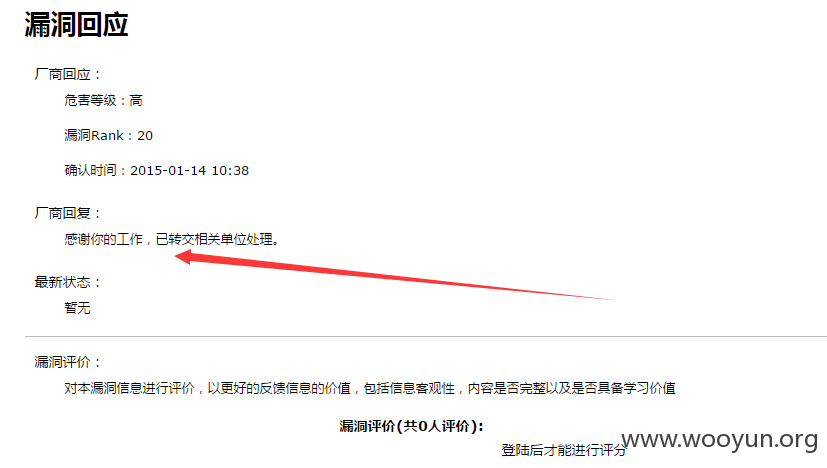 漏洞回应
厂商回应：
危害等级：高
漏洞Rank：20
确认时间：2015-01-14 10:38
厂商回复：
感谢你的工作，已转交相关单位处理。
最新状态：
暂无
漏洞评价：
对本漏洞信息进行评价，以更好的反馈信息的价值，包括信息客观性，内容是否完整以及是否具备学习价值
漏洞评价(共0人评价):
登陆后才能进行评分
www.wooyun.org